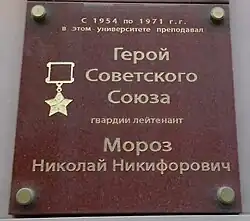 С 1954 по 1971 г.г.
в этом университете преподавал
Герой
Советского
Союза
гвардии лейтенант
Мороз
Николай Никифорович